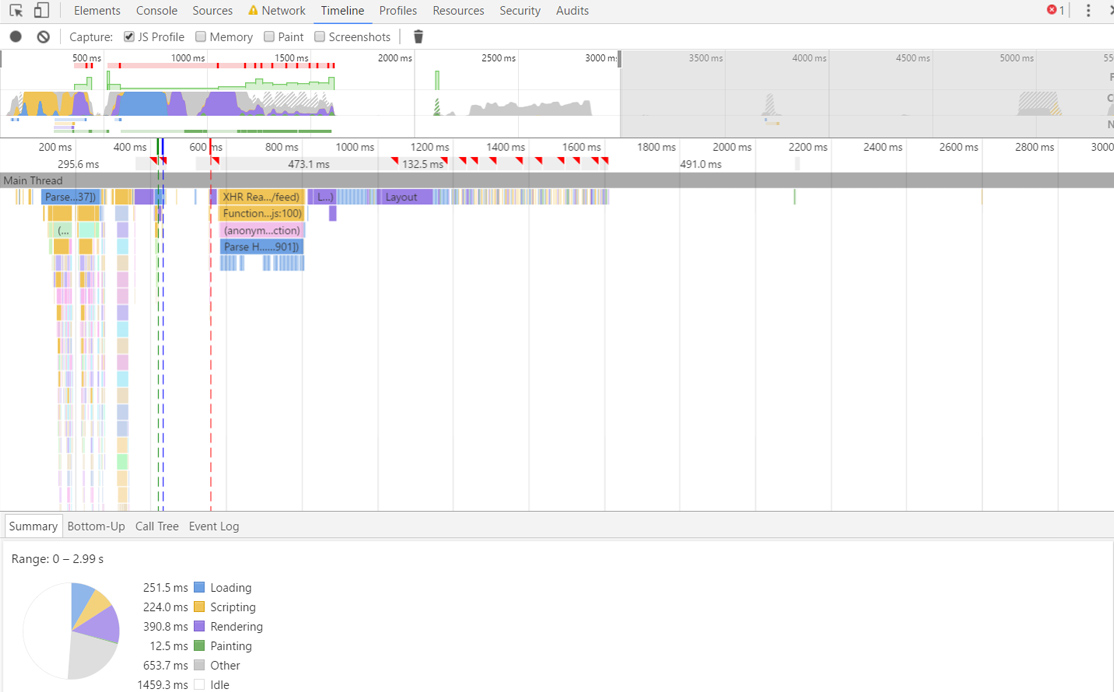 Elements Console Sources Network Timeline Profiles Resources Security Audits 1
Capture: JS Profile Memory Paint Screenshots
500 ms 1000 ms 1500 ms 2000 ms 2500 ms 3000 ms 3500 ms 4000 ms 4500 ms 5000 ms
200 ms 400 ms 600 ms 800 ms 1000 ms 1200 ms 1400 ms 1600 ms 1800 ms 2000 ms 2200 ms 2400 ms 2600 ms 2800 ms 3000
295.6 ms 473.1 ms 132.5 ms 491.0 ms
Main Thread
Parse...37]) XHR Rea.../feed) L...) Layout
Function...js:100)
(... (anonym...ction)
Parse H... ...901])
Summary Bottom-Up Call Tree Event Log
Range: 0 – 2.99 s
251.5 ms Loading
224.0 ms Scripting
390.8 ms Rendering
12.5 ms Painting
653.7 ms Other
1459.3 ms Idle